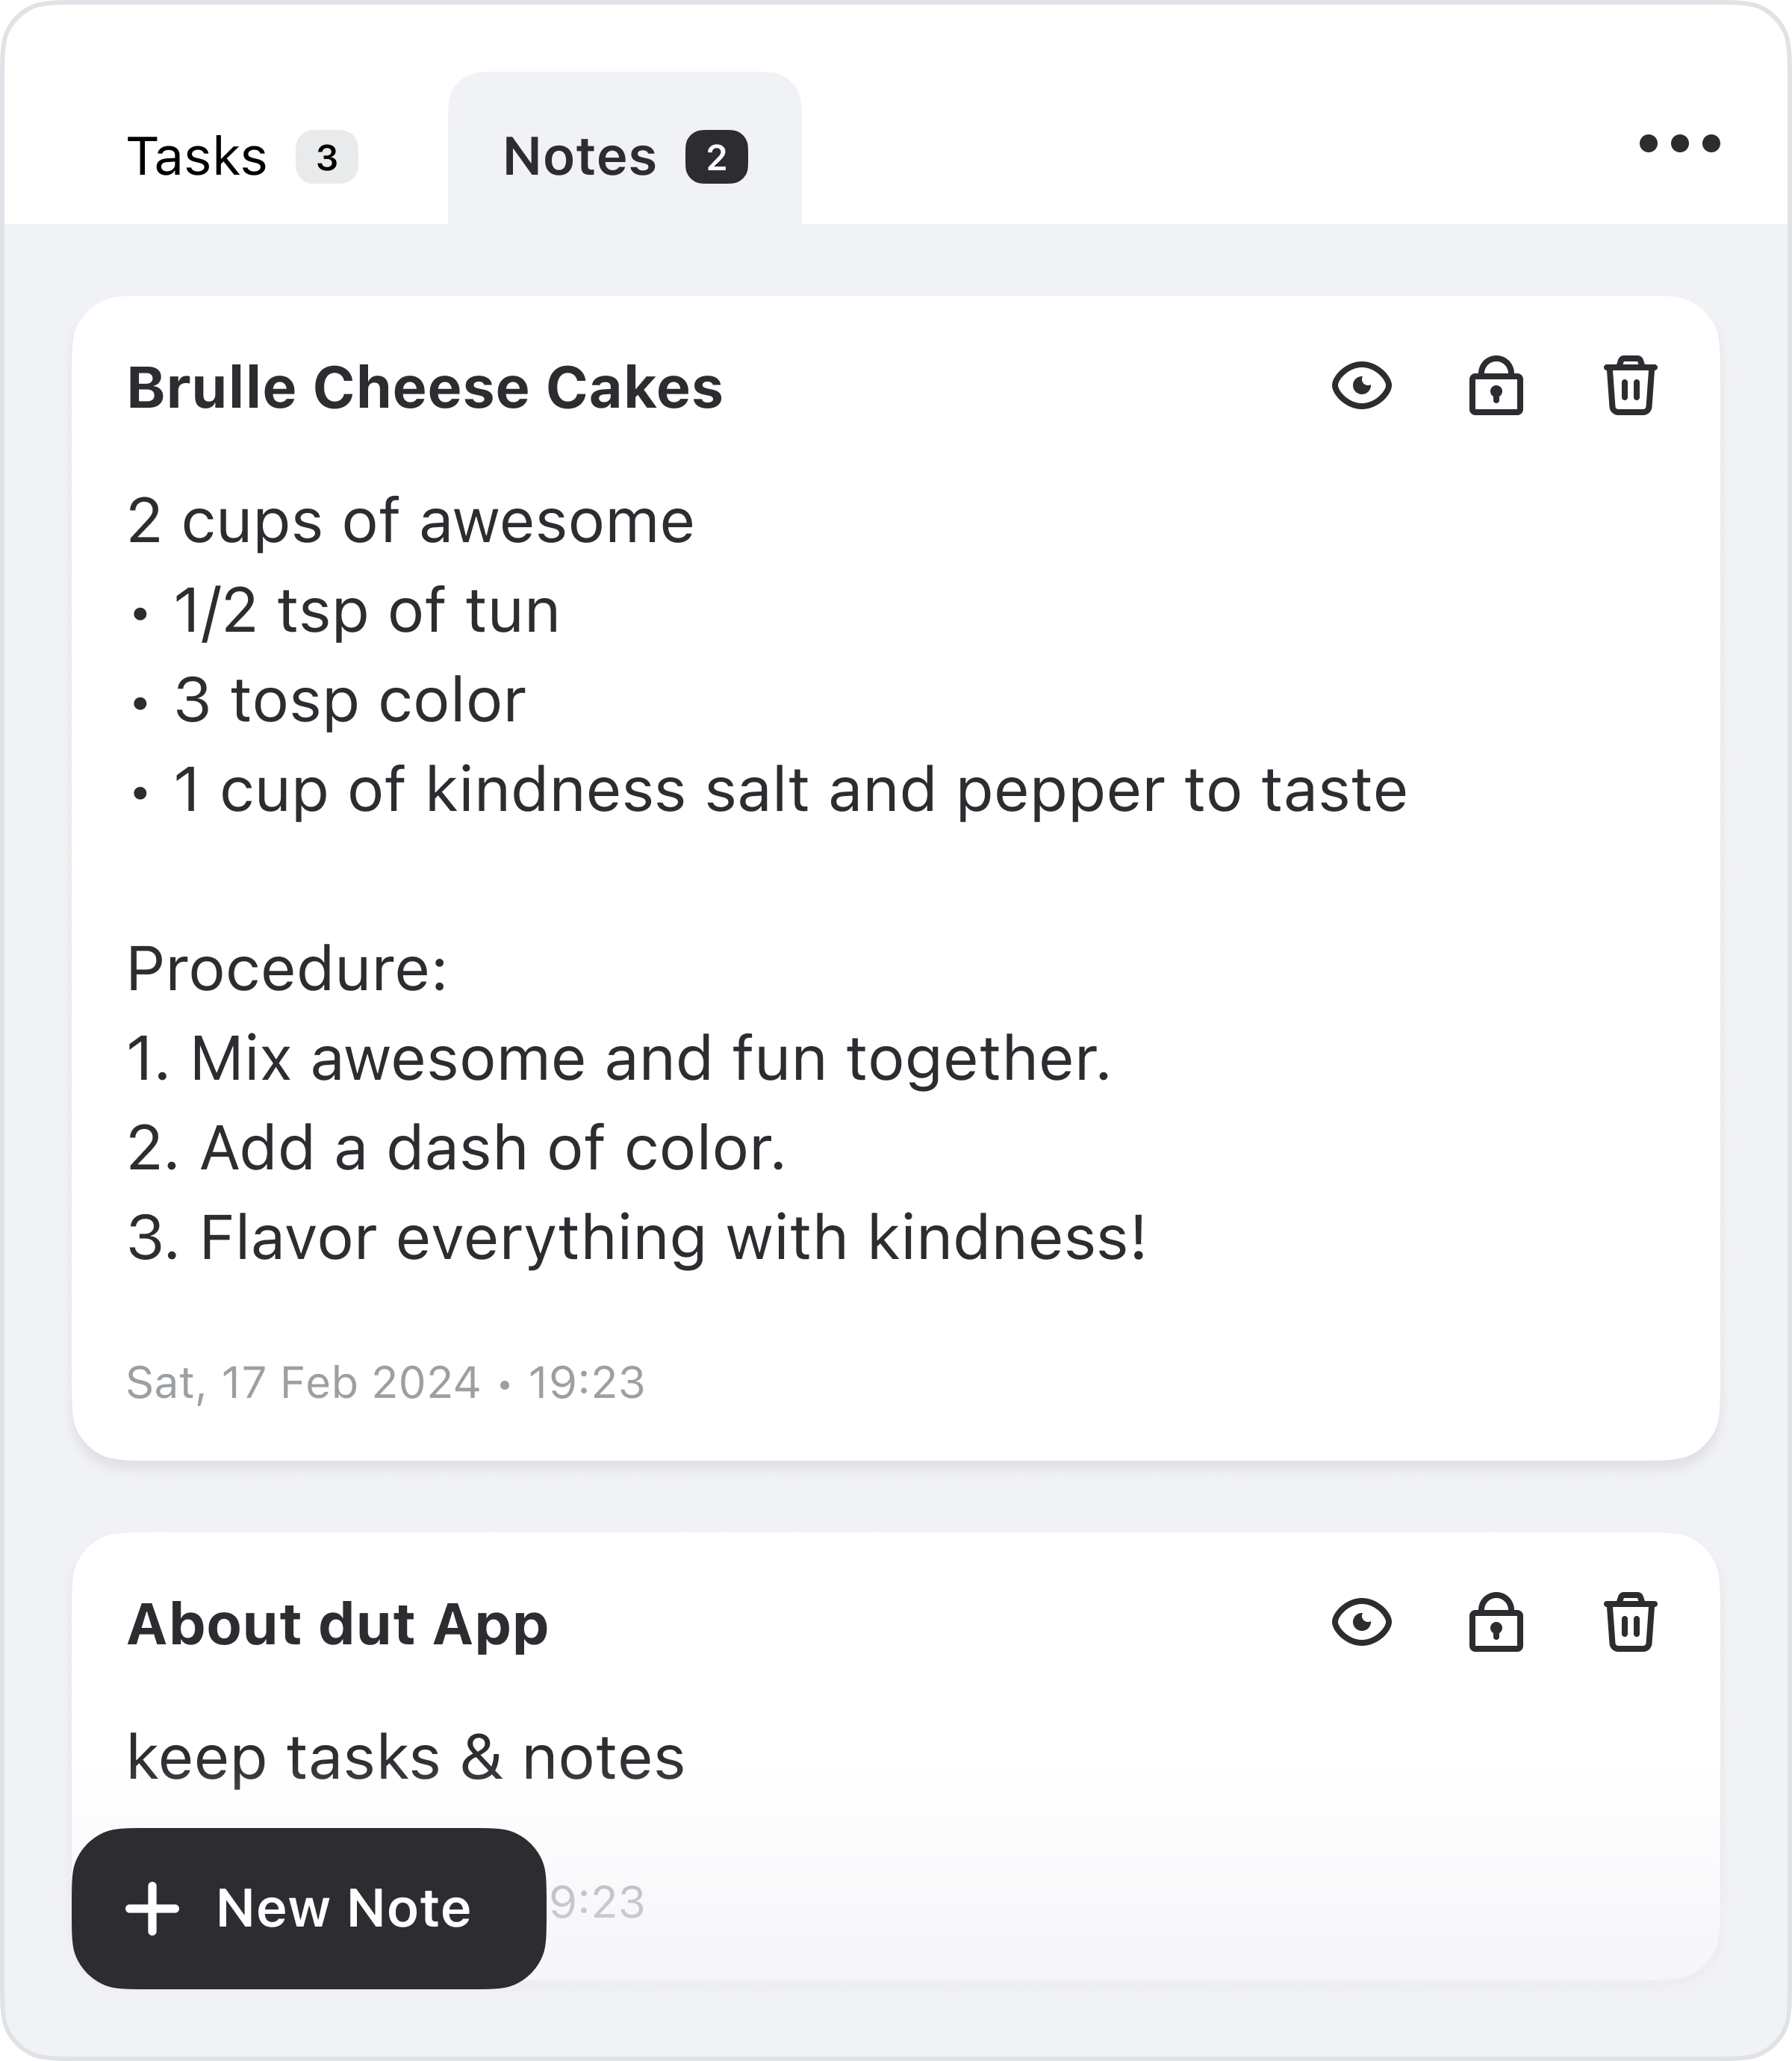 Tasks 3 Notes 2
Brulle Cheese Cakes
2 cups of awesome
• 1/2 tsp of tun
• 3 tosp color
• 1 cup of kindness salt and pepper to taste
Procedure:
1. Mix awesome and fun together.
2. Add a dash of color.
3. Flavor everything with kindness!
Sat, 17 Feb 2024 • 19:23
About dut App
keep tasks & notes
New Note 9:23